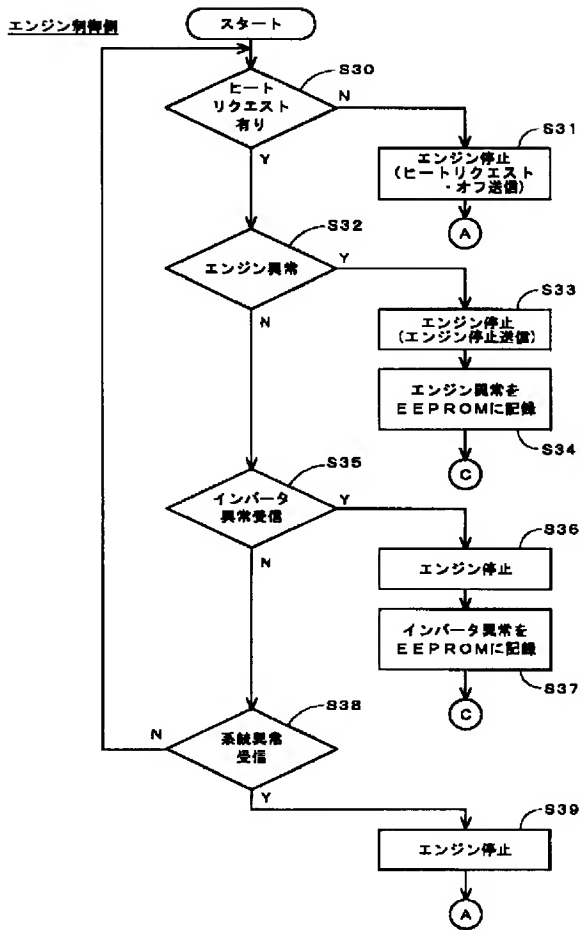 エンジン制御側
スタート
S30
ヒート
リクエスト
有り
N
Y
S31
エンジン停止
(ヒートリクエスト
・オフ送信)
A
S32
エンジン異常
Y
N
S33
エンジン停止
(エンジン停止送信)
エンジン異常を
EEPROMに記録
S34
C
S35
インバータ
異常受信
Y
N
S36
エンジン停止
インバータ異常を
EEPROMに記録
S37
C
S38
系統異常
受信
N
Y
S39
エンジン停止
A